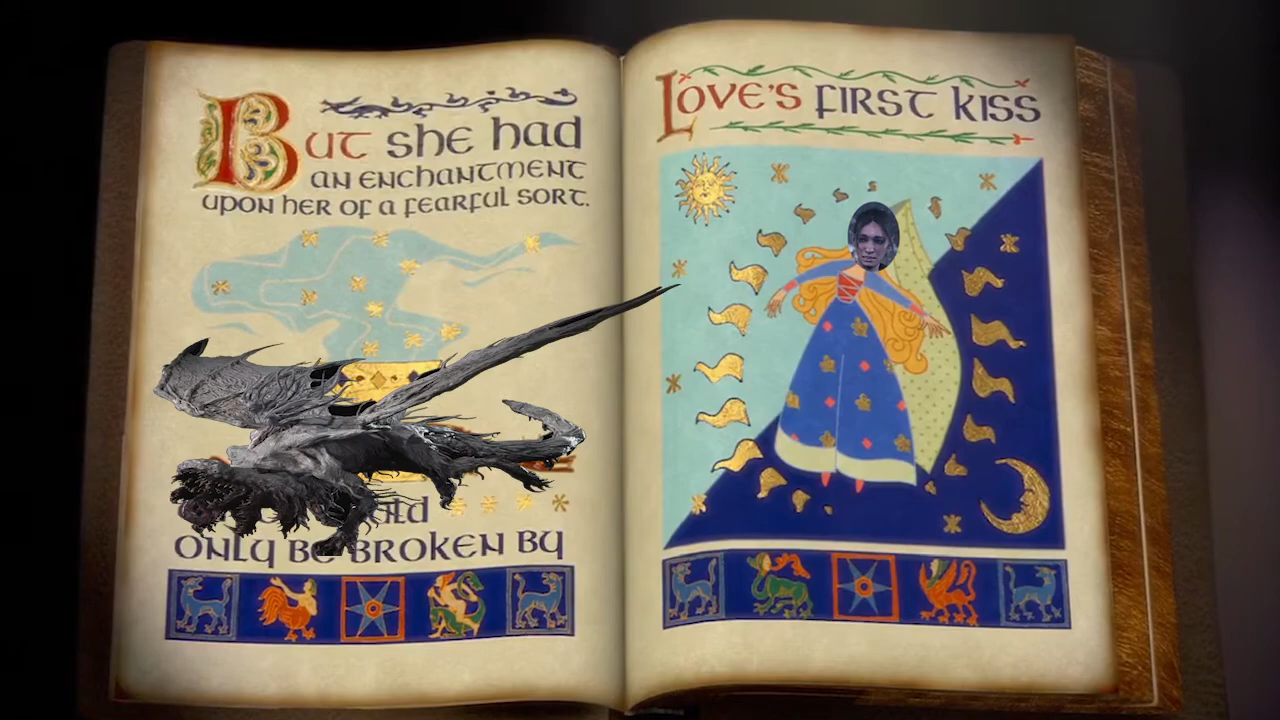 But she had
an enchantment
upon her of a fearful sort.
only be broken by
Love's first kiss